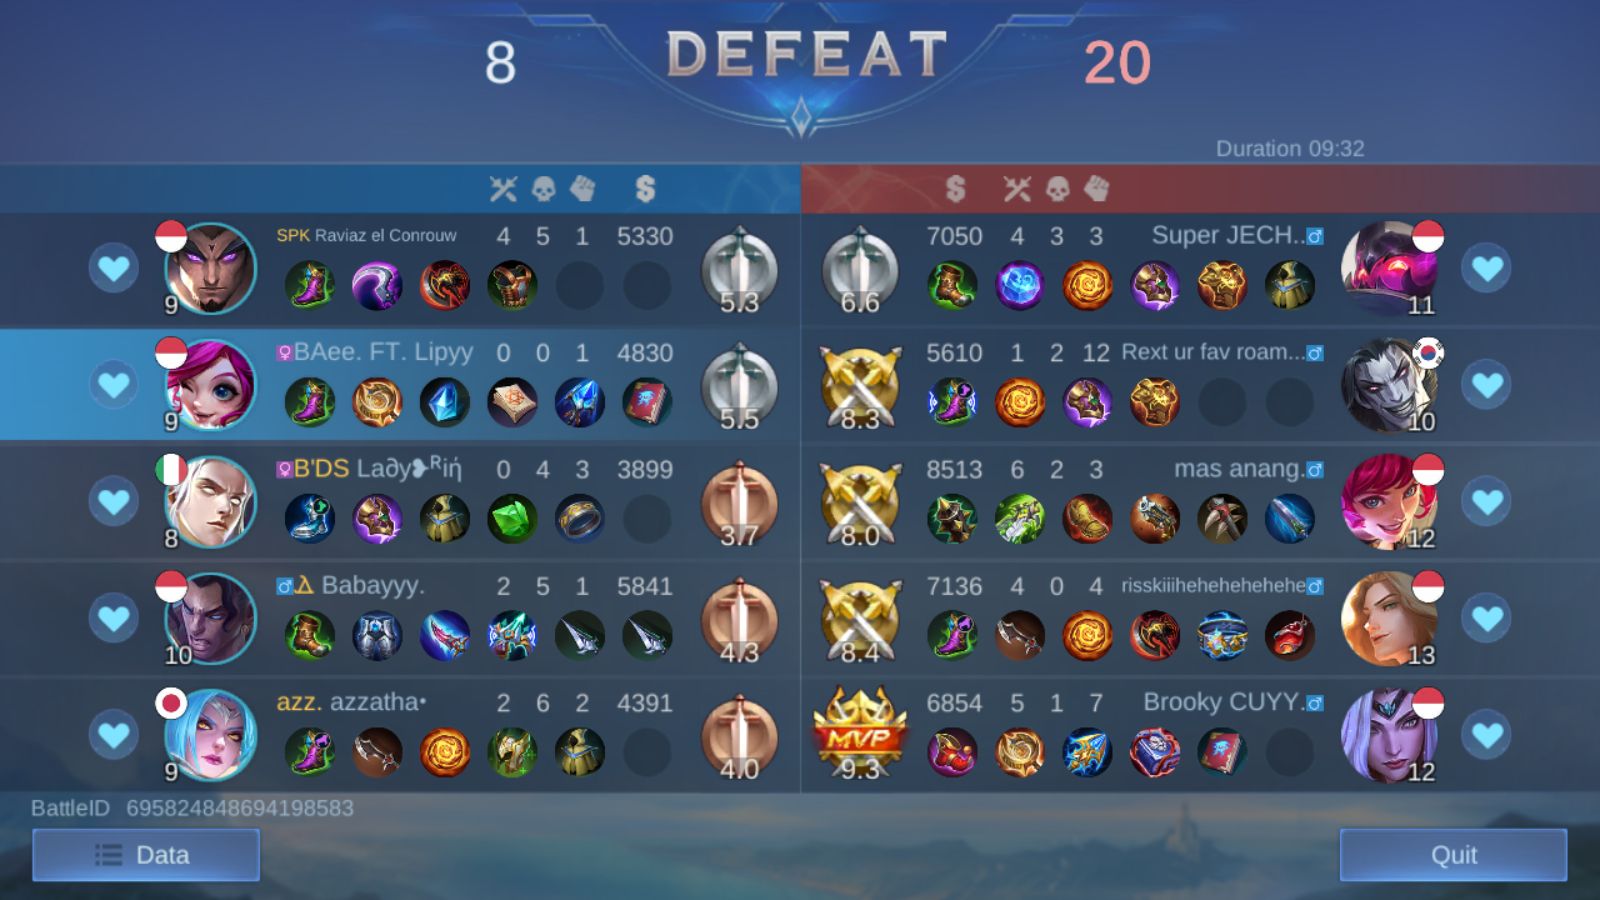 DEFEAT
8
20
Duration 09:32
SPK Raviaz el Conrouw 4 5 1 5330
9
5.3
7050 4 3 3 Super JECH..♂
6.6
11
♀BAee. FT. Lipyy 0 0 1 4830
9
5.5
5610 1 2 12 Rext ur fav roam...♂
8.3
10
♀B'DS La∂y❥ᴿiή 0 4 3 3899
8
3.7
8513 6 2 3 mas anang.♂
8.0
12
♂Δ Babayyy. 2 5 1 5841
10
4.3
7136 4 0 4 risskiiihehehehehehe♂
8.4
13
azz. azzatha• 2 6 2 4391
9
4.0
6854 5 1 7 Brooky CUYY.♂
MVP
9.3
12
BattleID 695824848694198583
Data
Quit